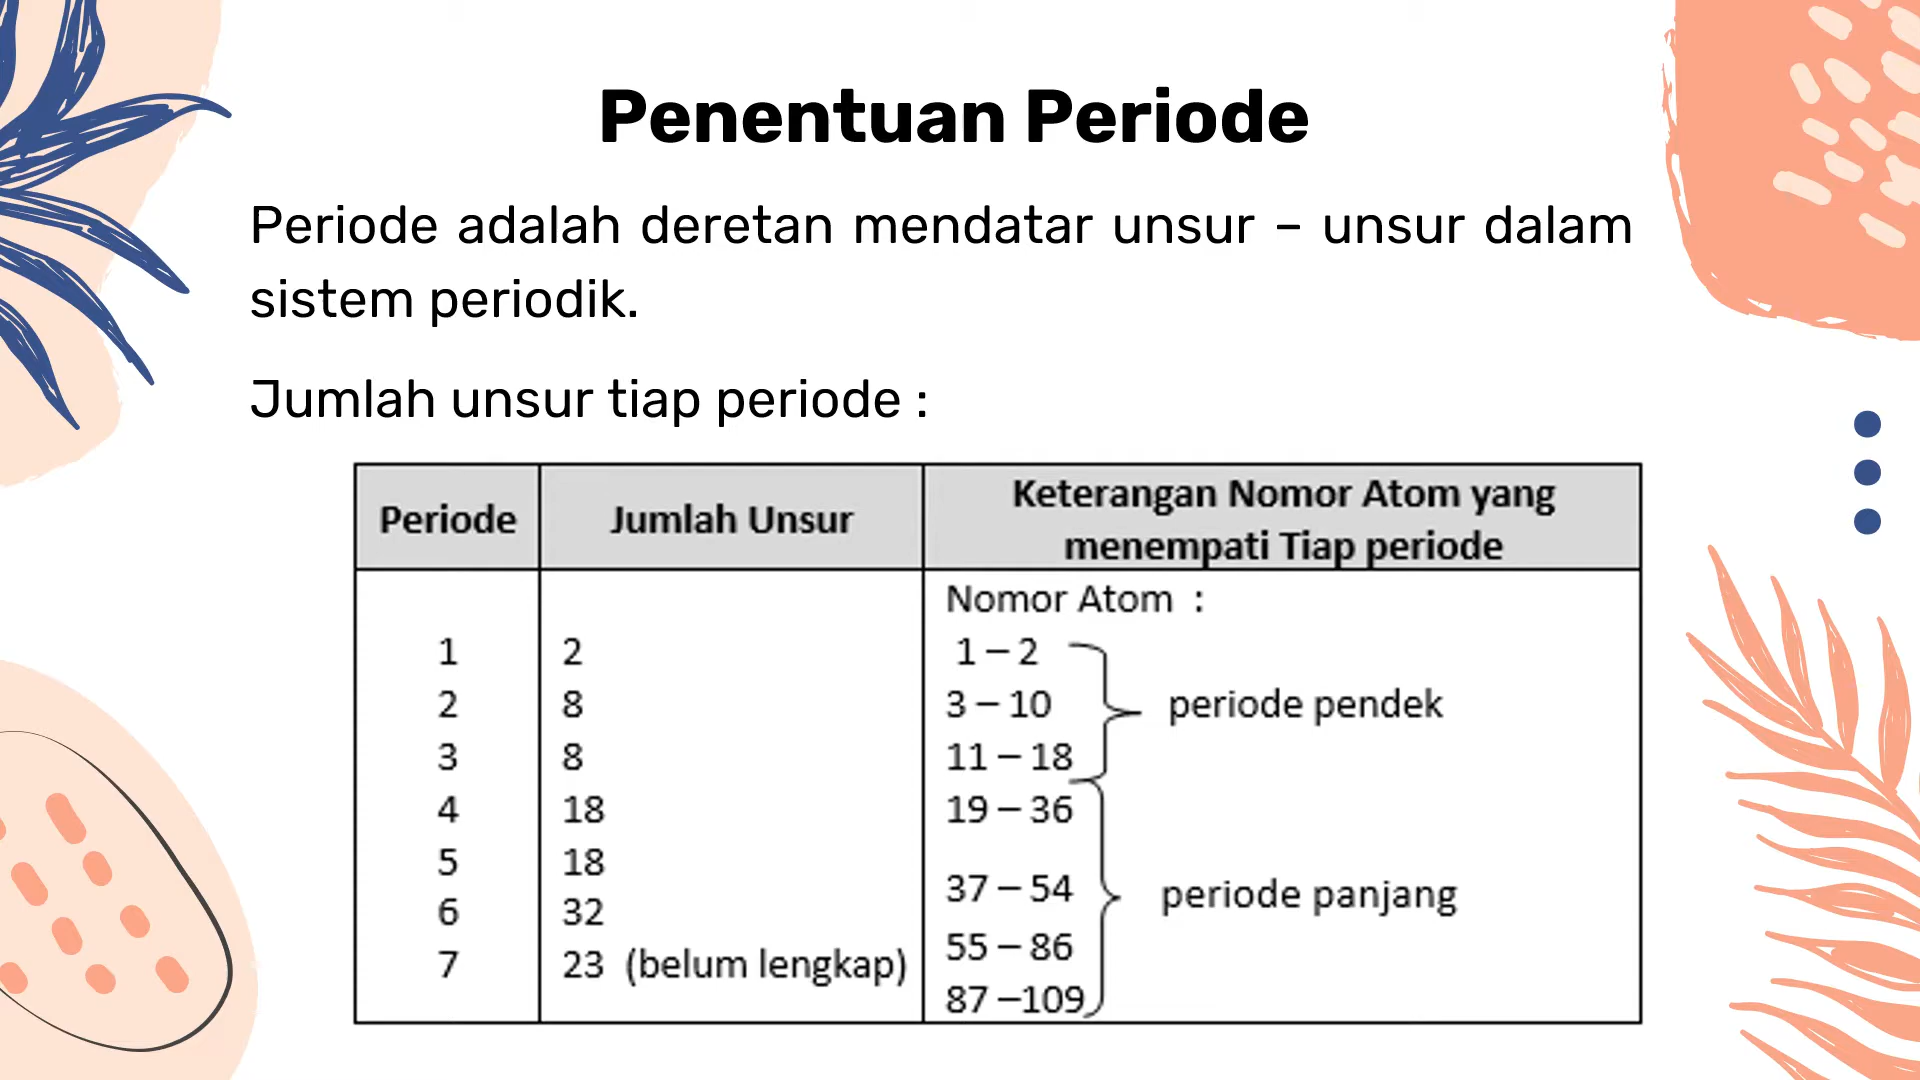 Penentuan Periode
Periode adalah deretan mendatar unsur – unsur dalam
sistem periodik.
Jumlah unsur tiap periode :
Periode Jumlah Unsur Keterangan Nomor Atom yang
menempati Tiap periode
Nomor Atom :
1 2 1 – 2
2 8 3 – 10 periode pendek
3 8 11 – 18
4 18 19 – 36
5 18 37 – 54 periode panjang
6 32 55 – 86
7 23 (belum lengkap) 87 –109